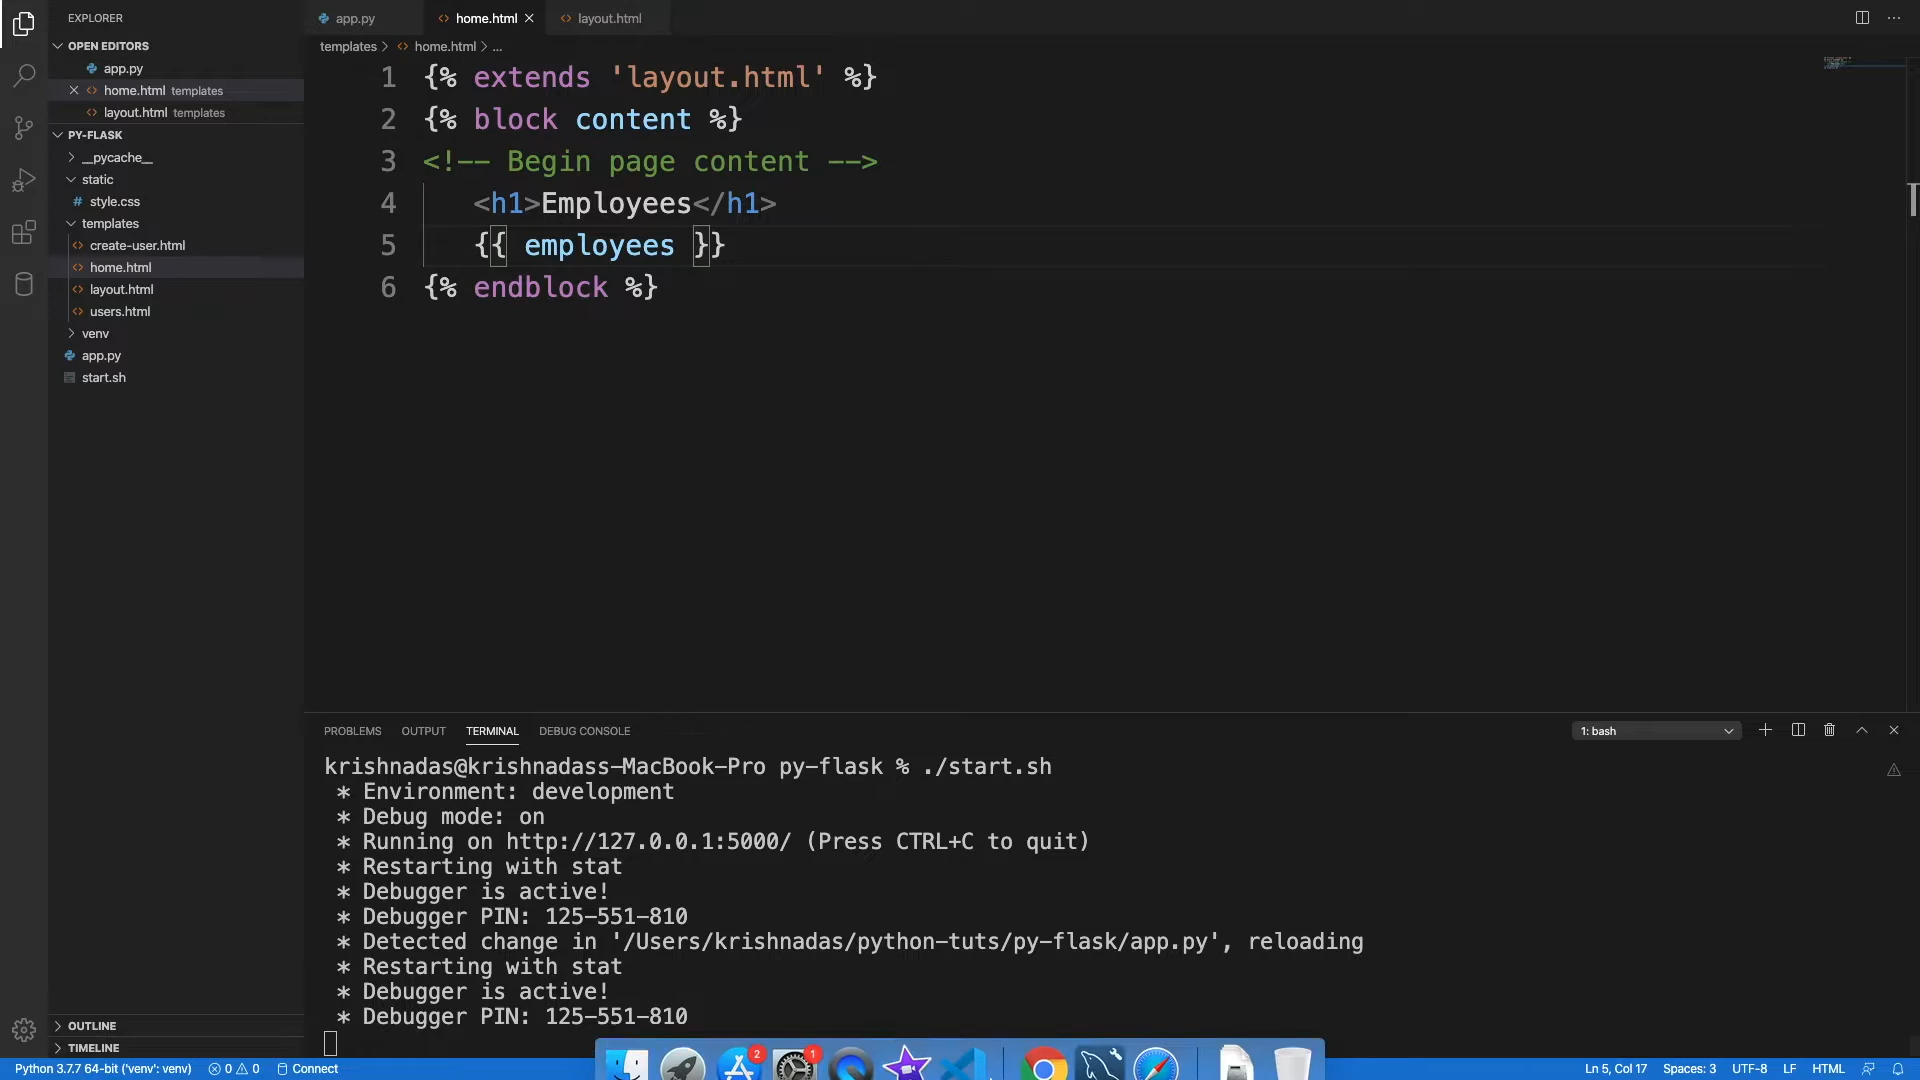 EXPLORER
OPEN EDITORS
app.py
home.html templates
layout.html templates
PY-FLASK
__pycache__
static
# style.css
templates
create-user.html
home.html
layout.html
users.html
venv
app.py
start.sh
OUTLINE
TIMELINE
app.py home.html layout.html
templates > home.html > ...
1 {% extends 'layout.html' %}
2 {% block content %}
3 <!-- Begin page content -->
4 <h1>Employees</h1>
5 {{ employees }}
6 {% endblock %}
PROBLEMS OUTPUT TERMINAL DEBUG CONSOLE
1: bash
krishnadas@krishnadass-MacBook-Pro py-flask % ./start.sh
* Environment: development
* Debug mode: on
* Running on http://127.0.0.1:5000/ (Press CTRL+C to quit)
* Restarting with stat
* Debugger is active!
* Debugger PIN: 125-551-810
* Detected change in '/Users/krishnadas/python-tuts/py-flask/app.py', reloading
* Restarting with stat
* Debugger is active!
* Debugger PIN: 125-551-810
2
1
Python 3.7.7 64-bit ('venv': venv) 0 0 Connect
Ln 5, Col 17 Spaces: 3 UTF-8 LF HTML